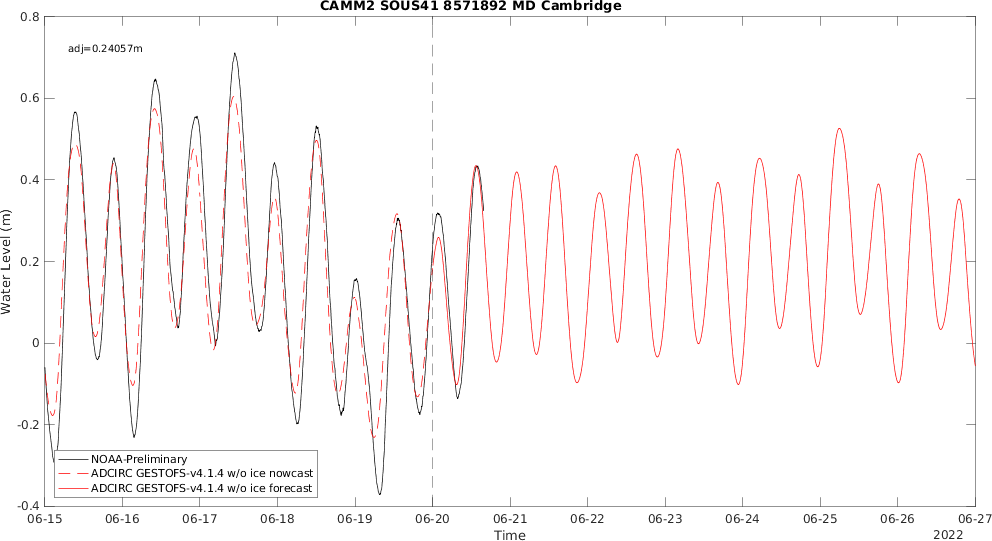 CAMM2 SOUS41 8571892 MD Cambridge
adj=0.24057m
0.8
0.6
0.4
0.2
0
-0.2
-0.4
Water Level (m)
NOAA-Preliminary
ADCIRC GESTOFS-v4.1.4 w/o ice nowcast
ADCIRC GESTOFS-v4.1.4 w/o ice forecast
06-15 06-16 06-17 06-18 06-19 06-20 06-21 06-22 06-23 06-24 06-25 06-26 06-27
Time
2022